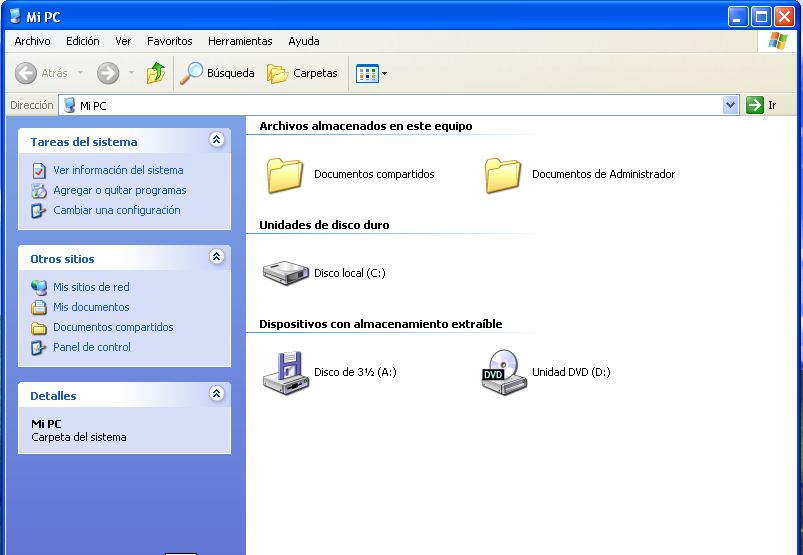 Mi PC
Archivo Edición Ver Favoritos Herramientas Ayuda
Atrás Búsqueda Carpetas
Dirección Mi PC Ir
Tareas del sistema
Ver información del sistema
Agregar o quitar programas
Cambiar una configuración
Otros sitios
Mis sitios de red
Mis documentos
Documentos compartidos
Panel de control
Detalles
Mi PC
Carpeta del sistema
Archivos almacenados en este equipo
Documentos compartidos Documentos de Administrador
Unidades de disco duro
Disco local (C:)
Dispositivos con almacenamiento extraíble
Disco de 3½ (A:) DVD Unidad DVD (D:)